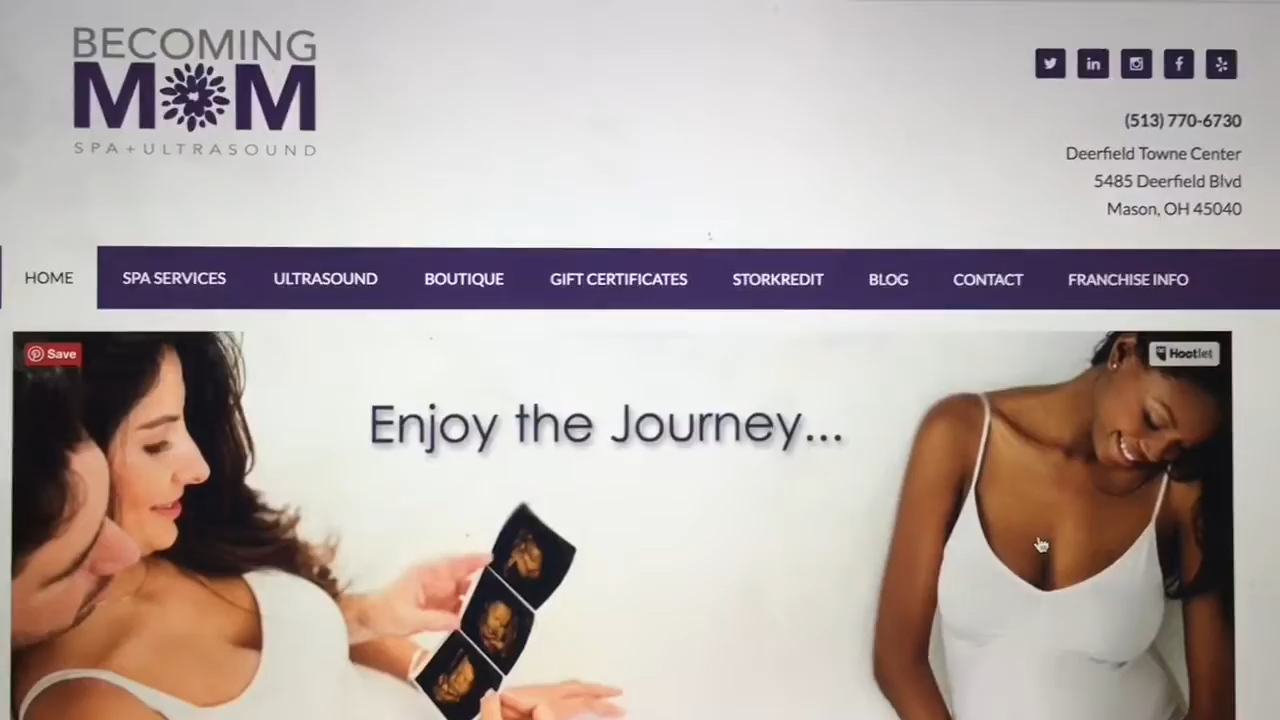 BECOMING
MOM
SPA+ULTRASOUND
(513) 770-6730
Deerfield Towne Center
5485 Deerfield Blvd
Mason, OH 45040
HOME SPA SERVICES ULTRASOUND BOUTIQUE GIFT CERTIFICATES STORKREDIT BLOG CONTACT FRANCHISE INFO
Save
Hootlet
Enjoy the Journey...